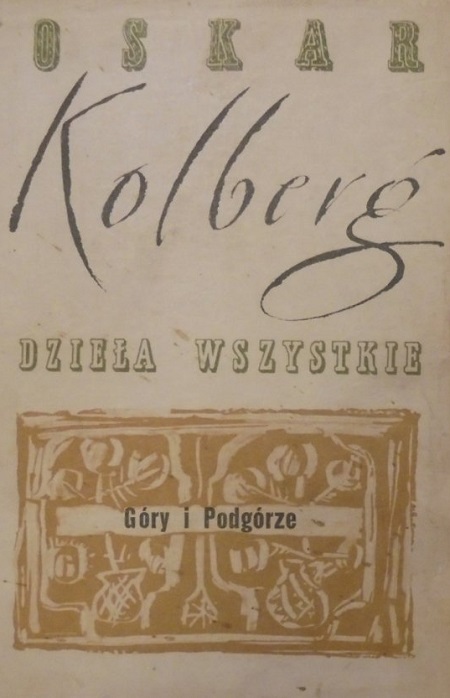 OSKAR
Kolberg
DZIEŁA WSZYSTKIE
Góry i Podgórze